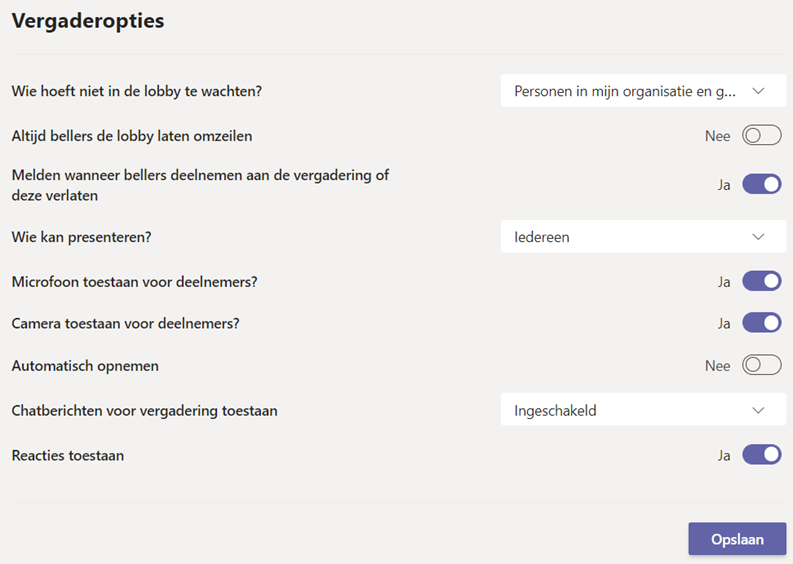 Vergaderopties
Wie hoeft niet in de lobby te wachten?
Personen in mijn organisatie en g...
Altijd bellers de lobby laten omzeilen
Nee
Melden wanneer bellers deelnemen aan de vergadering of
deze verlaten
Ja
Wie kan presenteren?
Iedereen
Microfoon toestaan voor deelnemers?
Ja
Camera toestaan voor deelnemers?
Ja
Automatisch opnemen
Nee
Chatberichten voor vergadering toestaan
Ingeschakeld
Reacties toestaan
Ja
Opslaan